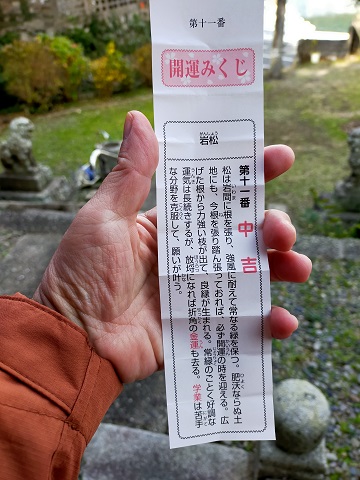 第十一番
開運みくじ
がんしょう
岩松
第十一番 中吉
松は岩間に根を張り、強風に耐えて常なる緑を保つ。肥沃ならぬ土
地にも、今根を張り踏ん張っておれば、必ず開運の時を迎える。広
げた根から力強い枝が出て、良縁が生まれる。常緑のごとく好調な
運気は長続きするが、放埒になれば折角の金運も去る。学業は苦手
な分野を克服して、願いが叶う。